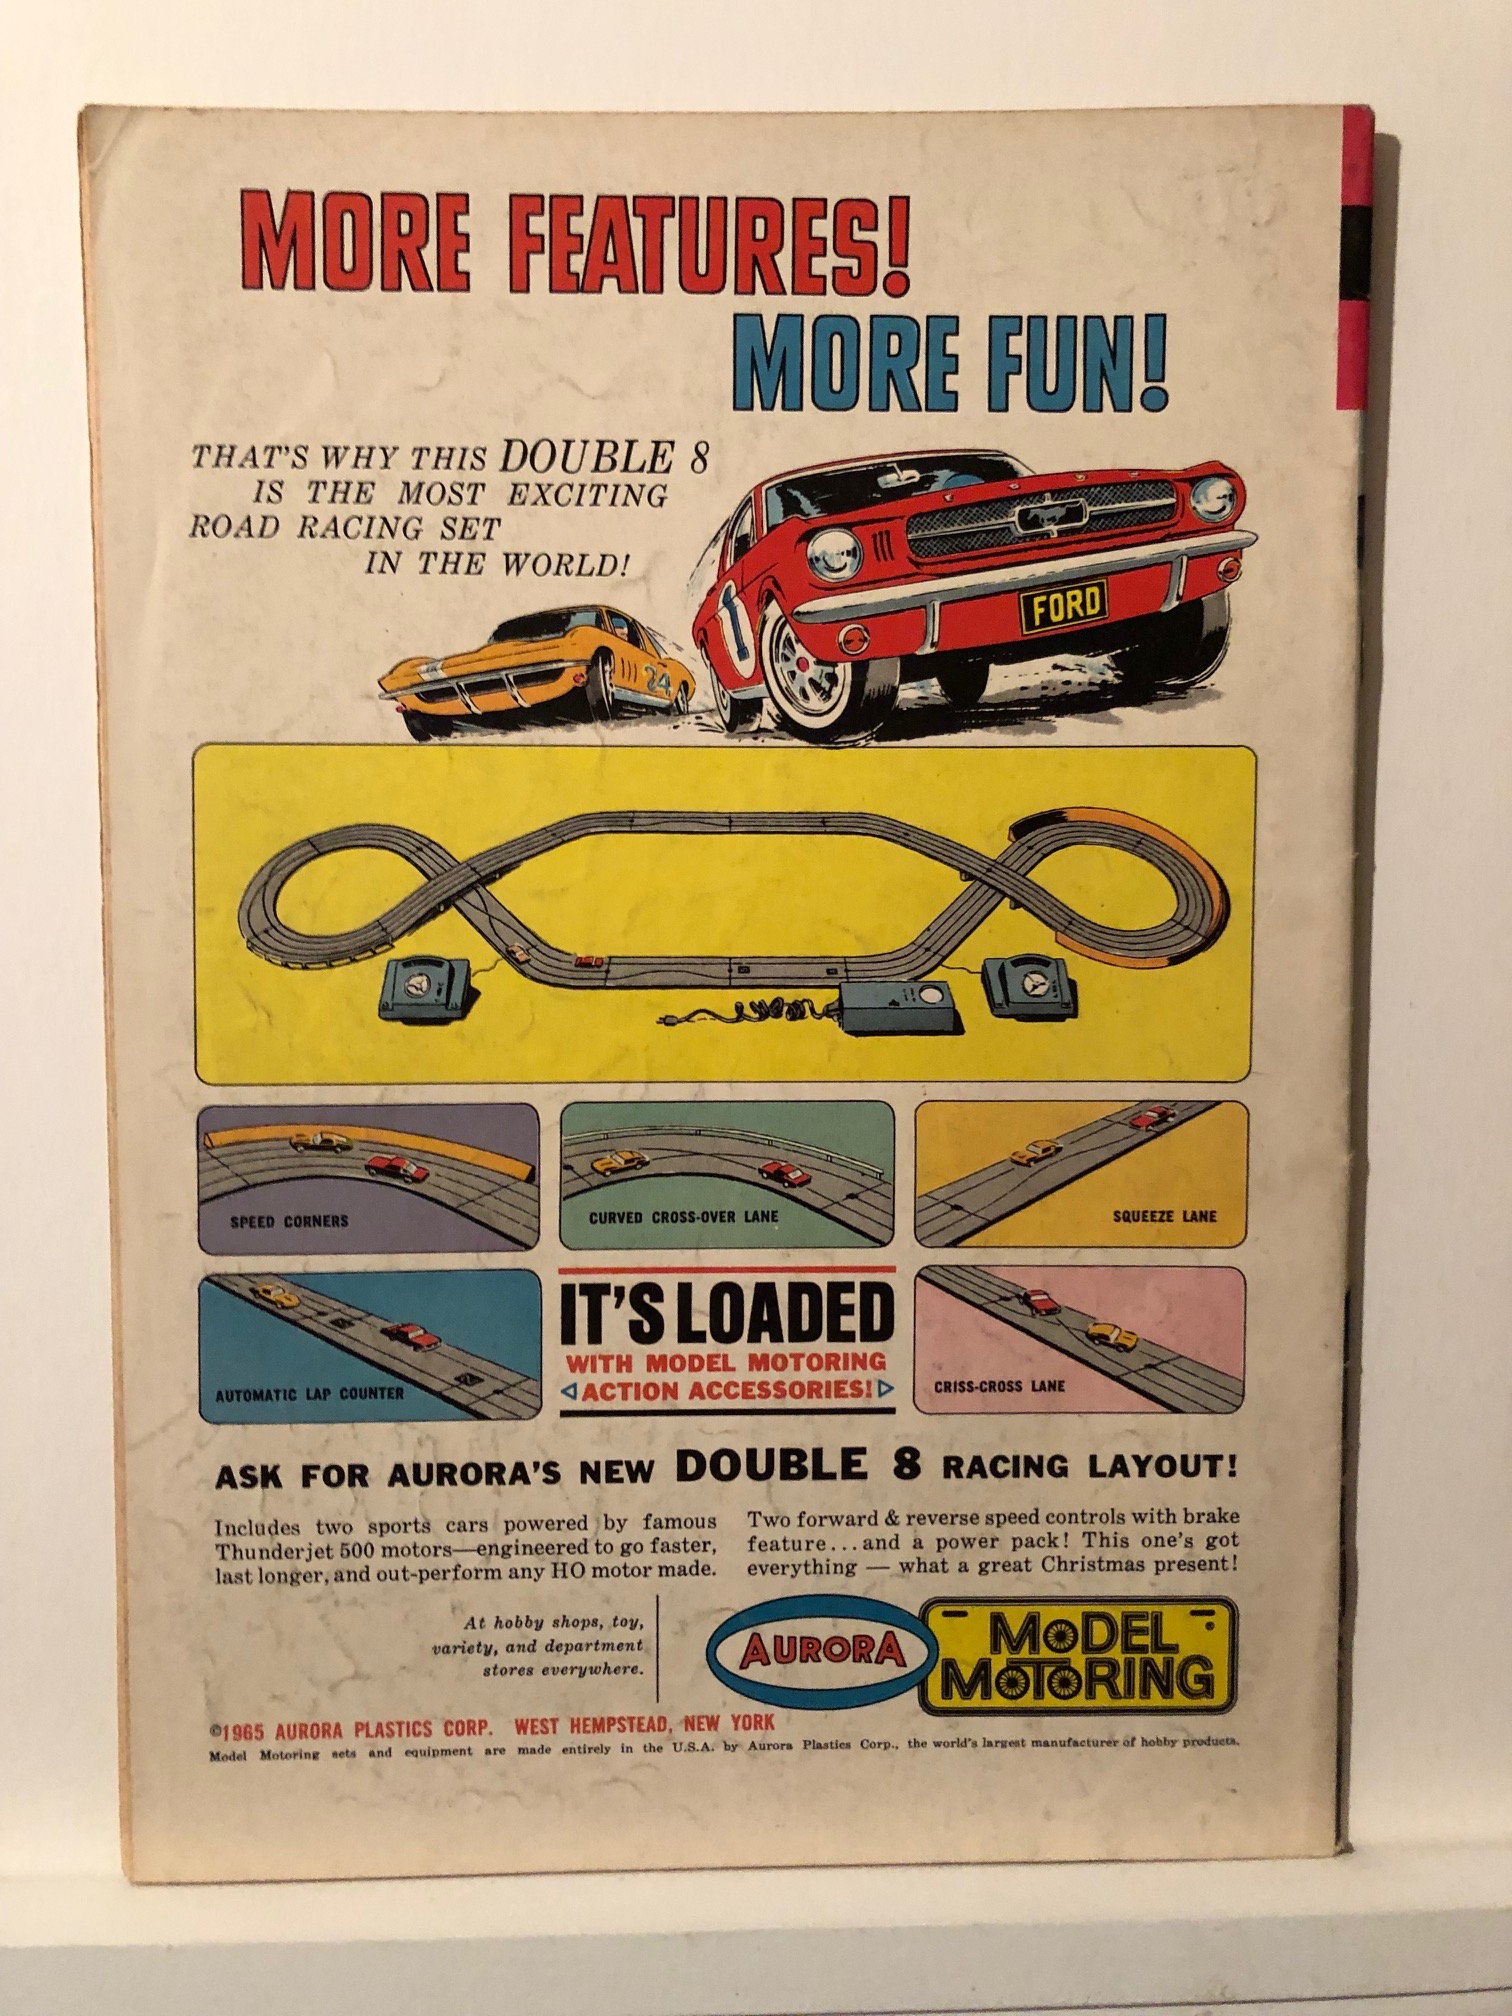 MORE FEATURES!
MORE FUN!
THAT'S WHY THIS DOUBLE 8
IS THE MOST EXCITING
ROAD RACING SET
IN THE WORLD!
1
FORD
24
SPEED CORNERS
CURVED CROSS-OVER LANE
SQUEEZE LANE
AUTOMATIC LAP COUNTER
IT'S LOADED
WITH MODEL MOTORING
ACTION ACCESSORIES!
CRISS-CROSS LANE
ASK FOR AURORA'S NEW DOUBLE 8 RACING LAYOUT!
Includes two sports cars powered by famous
Thunderjet 500 motors—engineered to go faster,
last longer, and out-perform any HO motor made.
Two forward & reverse speed controls with brake
feature...and a power pack! This one's got
everything — what a great Christmas present!
At hobby shops, toy,
variety, and department
stores everywhere.
AURORA
MODEL
MOTORING
©1965 AURORA PLASTICS CORP. WEST HEMPSTEAD, NEW YORK
Model Motoring sets and equipment are made entirely in the U.S.A. by Aurora Plastics Corp., the world's largest manufacturer of hobby products.